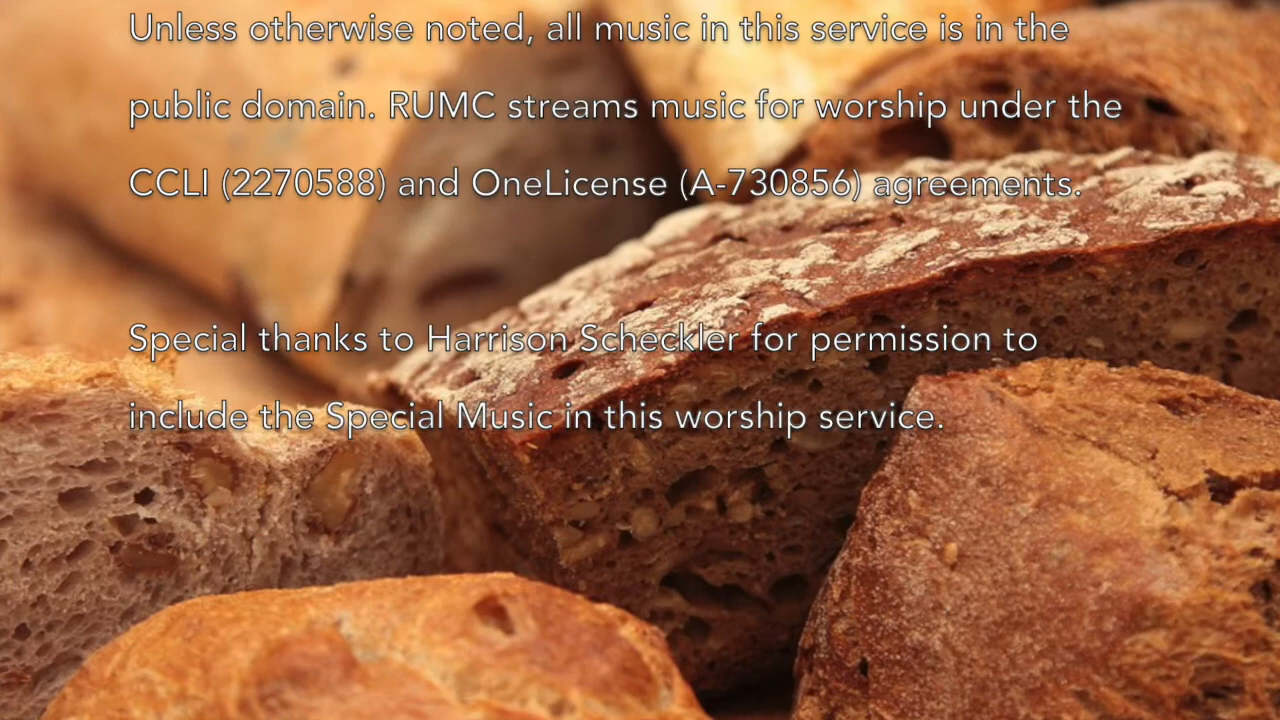 Unless otherwise noted, all music in this service is in the
public domain. RUMC streams music for worship under the
CCLI (2270588) and OneLicense (A-730856) agreements.
Special thanks to Harrison Scheckler for permission to
include the Special Music in this worship service.